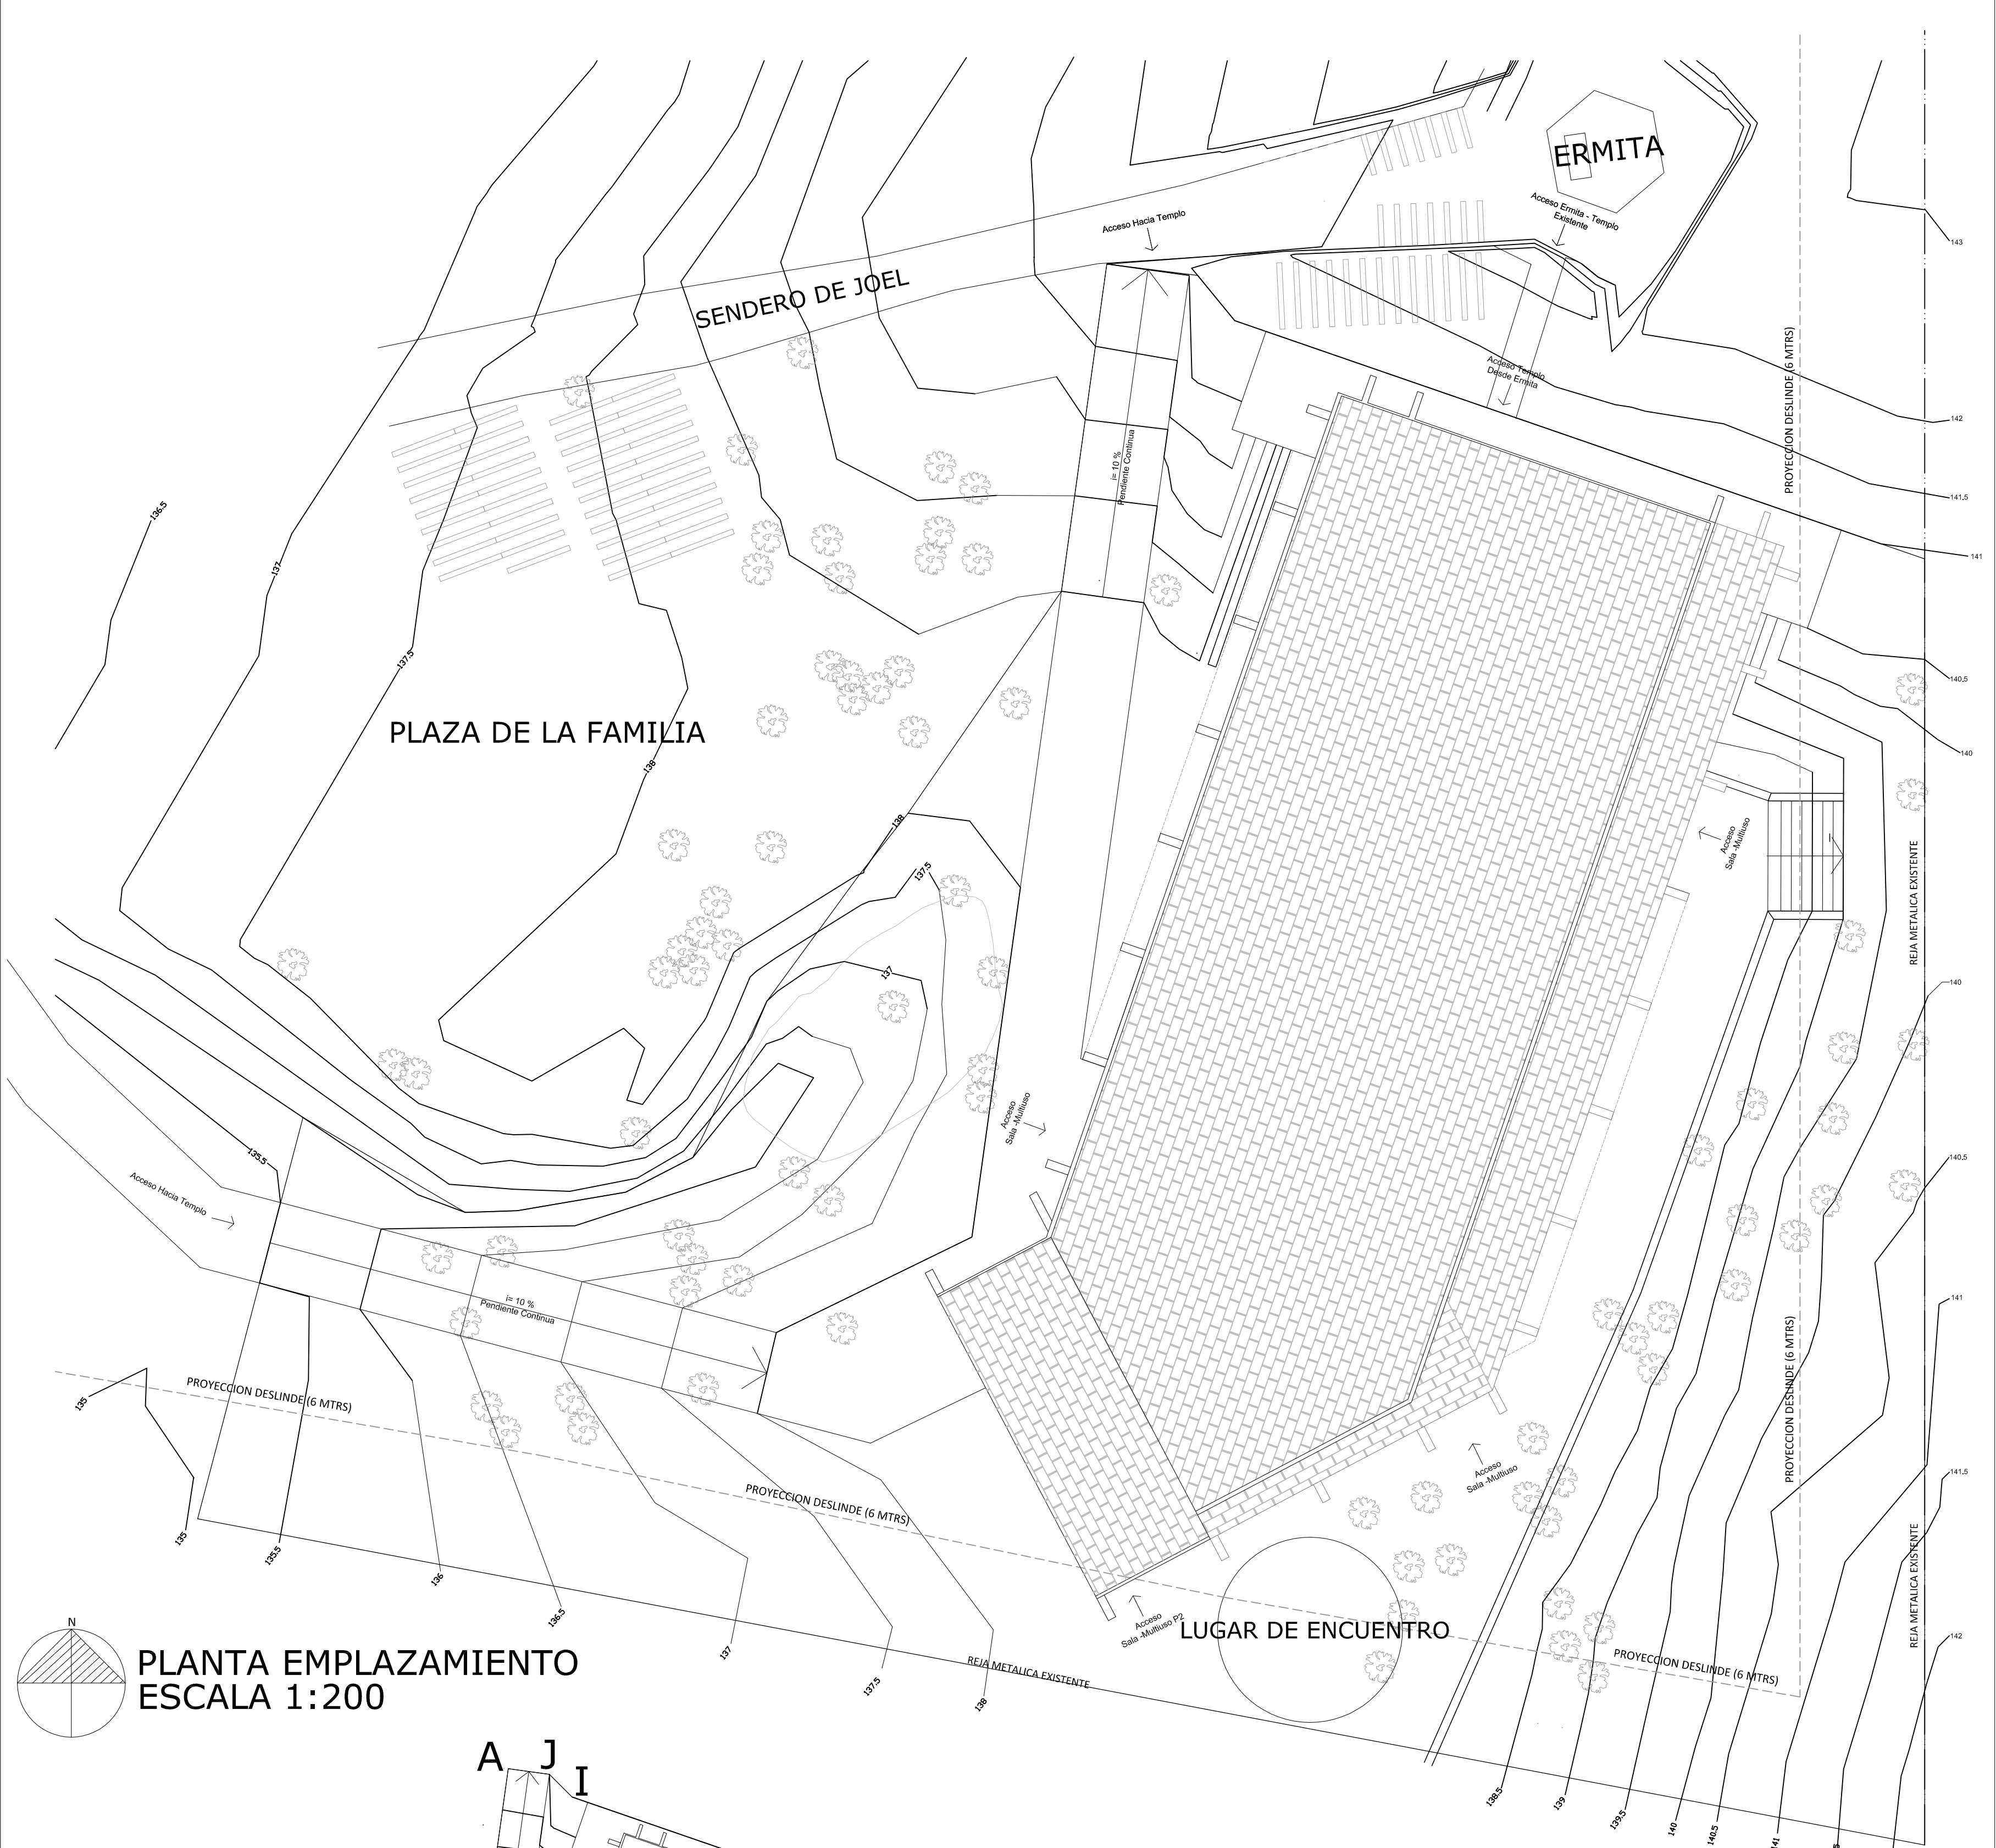 ERMITA
Acceso Ermita - Templo
Existente
Acceso Hacia Templo
143
SENDERO DE JOEL
PROYECCION DESLINDE (6 MTRS)
Acceso Templo
Desde Ermita
142
i= 10 %
Pendiente Continua
141.5
136.5
141
137
137.5
140.5
PLAZA DE LA FAMILIA
138
140
138
Acceso
Sala -Multiuso
137.5
REJA METALICA EXISTENTE
137
140
Acceso
Sala -Multiuso
135.5
140.5
Acceso Hacia Templo
i= 10 %
Pendiente Continua
141
PROYECCION DESLINDE (6 MTRS)
135
PROYECCION DESLINDE (6 MTRS)
Acceso
Sala -Multiuso
141.5
PROYECCION DESLINDE (6 MTRS)
135
135.5
136
136.5
137
137.5
138
REJA METALICA EXISTENTE
Acceso
Sala -Multiuso P2
LUGAR DE ENCUENTRO
REJA METALICA EXISTENTE
142
PROYECCION DESLINDE (6 MTRS)
N
PLANTA EMPLAZAMIENTO
ESCALA 1:200
138.5
139
139.5
140
140.5
141
A
J
I